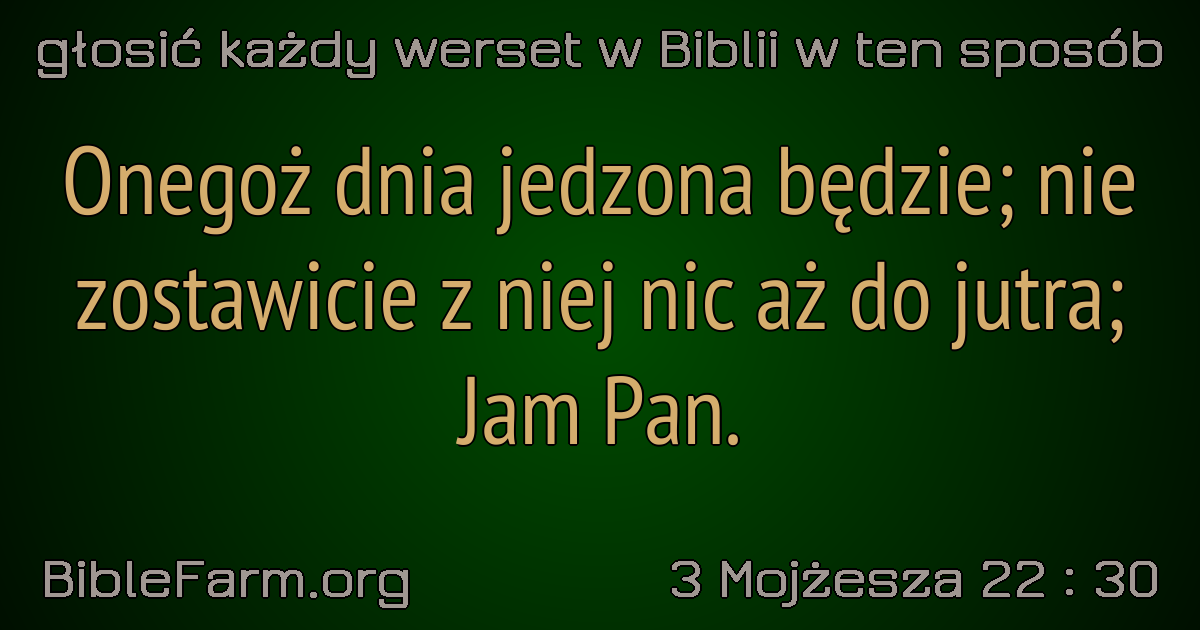 głosić każdy werset w Biblii w ten sposób
Onegoż dnia jedzona będzie; nie
zostawicie z niej nic aż do jutra;
Jam Pan.
BibleFarm.org
3 Mojżesza 22 : 30